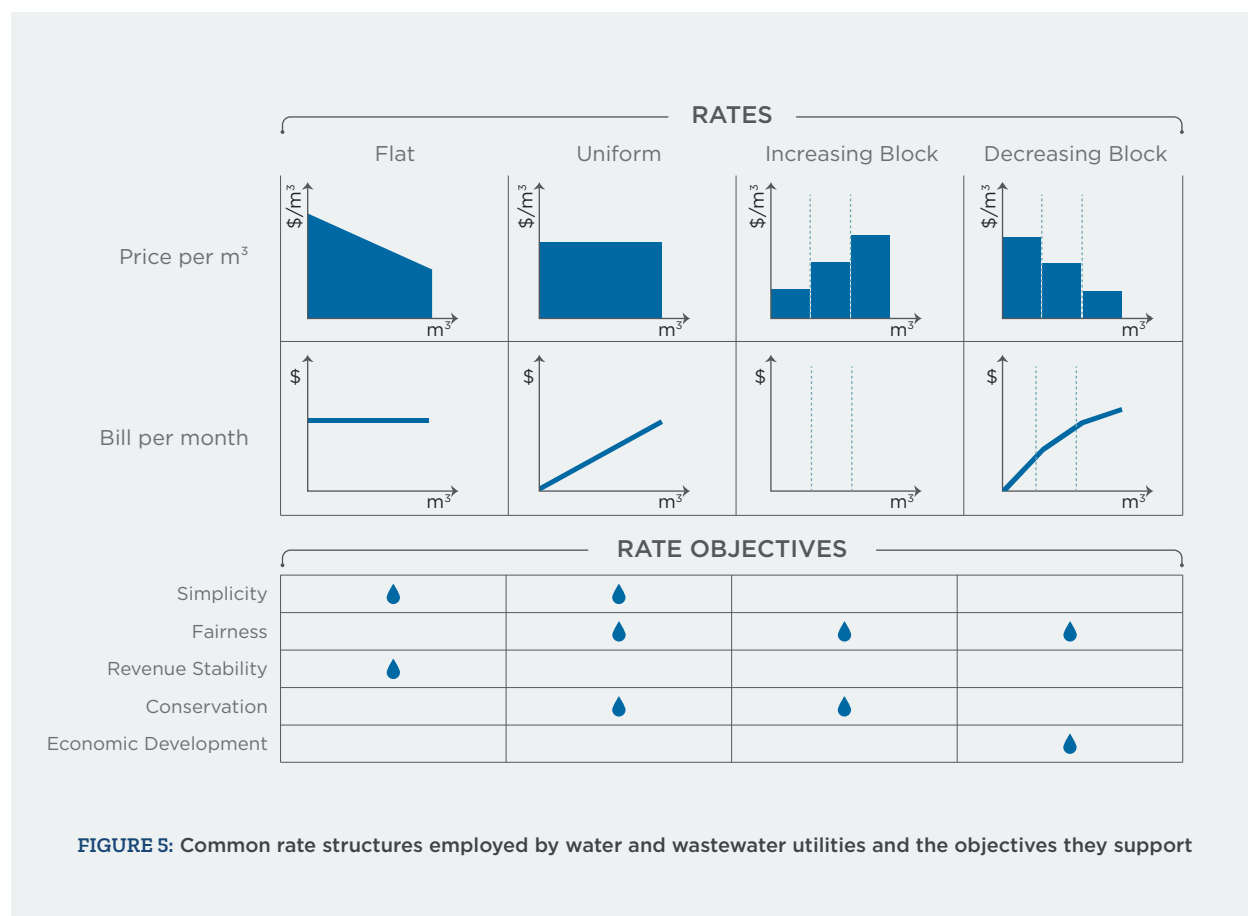 RATES
Flat
Uniform
Increasing Block
Decreasing Block
Price per m³
$/m³
m³
$/m³
m³
$/m³
m³
$/m³
m³
Bill per month
$
m³
$
m³
$
m³
$
m³
RATE OBJECTIVES
Simplicity
Fairness
Revenue Stability
Conservation
Economic Development
FIGURE 5: Common rate structures employed by water and wastewater utilities and the objectives they support